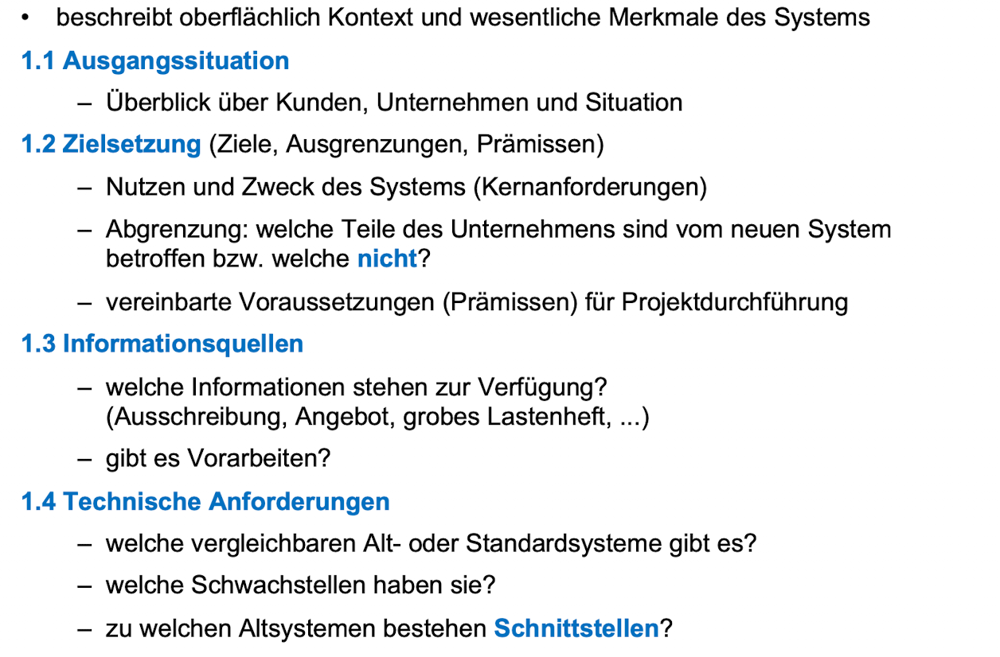 • beschreibt oberflächlich Kontext und wesentliche Merkmale des Systems
1.1 Ausgangssituation
– Überblick über Kunden, Unternehmen und Situation
1.2 Zielsetzung (Ziele, Ausgrenzungen, Prämissen)
– Nutzen und Zweck des Systems (Kernanforderungen)
– Abgrenzung: welche Teile des Unternehmens sind vom neuen System
betroffen bzw. welche nicht?
– vereinbarte Voraussetzungen (Prämissen) für Projektdurchführung
1.3 Informationsquellen
– welche Informationen stehen zur Verfügung?
(Ausschreibung, Angebot, grobes Lastenheft, ...)
– gibt es Vorarbeiten?
1.4 Technische Anforderungen
– welche vergleichbaren Alt- oder Standardsysteme gibt es?
– welche Schwachstellen haben sie?
– zu welchen Altsystemen bestehen Schnittstellen?